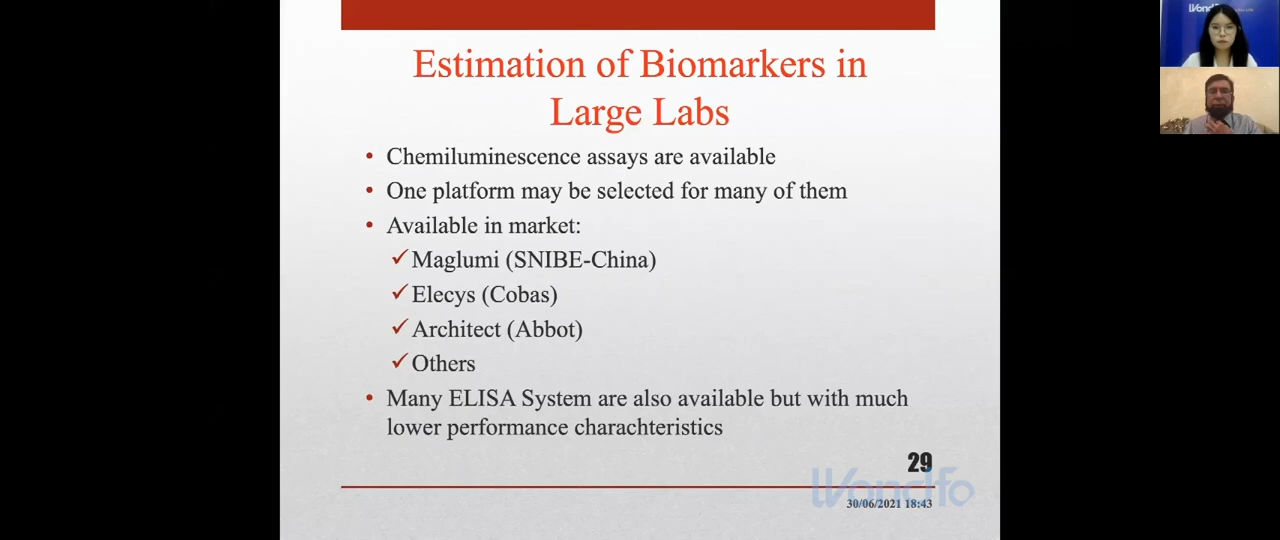 Estimation of Biomarkers in
Large Labs
• Chemiluminescence assays are available
• One platform may be selected for many of them
• Available in market:
✓ Maglumi (SNIBE-China)
✓ Elecys (Cobas)
✓ Architect (Abbot)
✓ Others
• Many ELISA System are also available but with much
lower performance charachteristics
29
Wondfo
30/06/2021 18:43
Wondfo